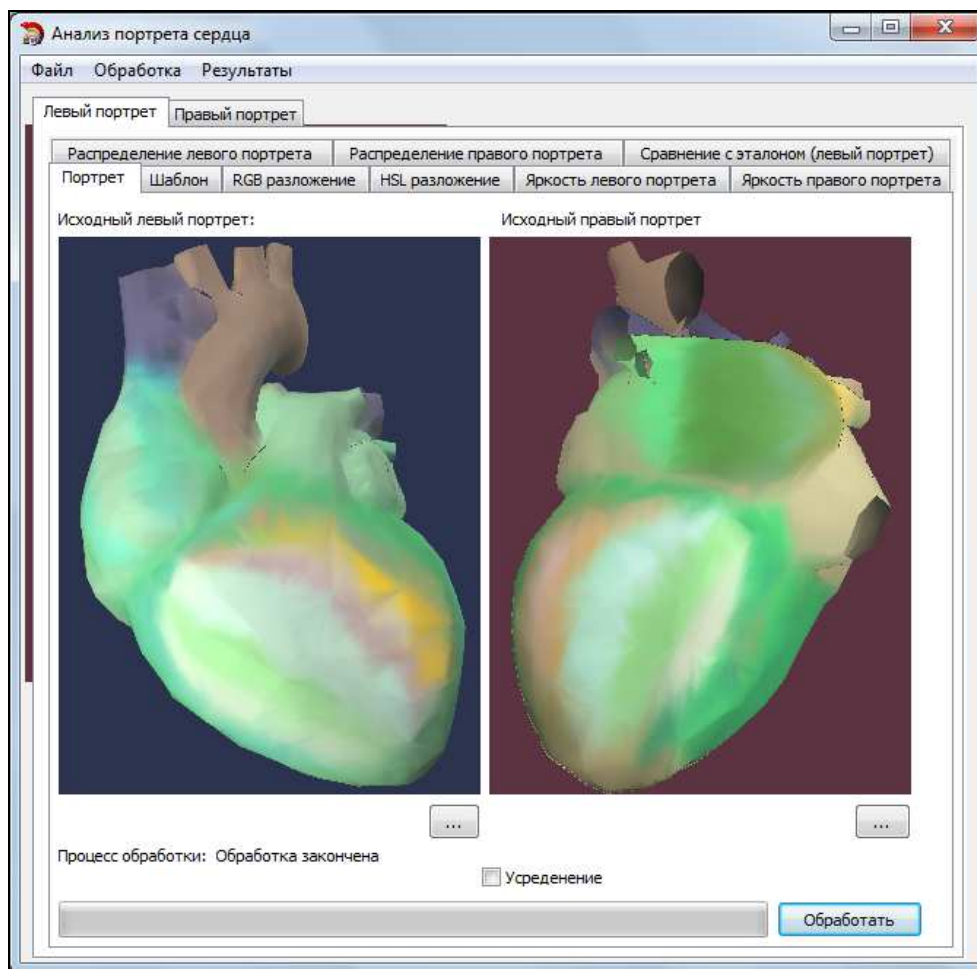 Анализ портрета сердца
Файл Обработка Результаты
Левый портрет Правый портрет
Распределение левого портрета Распределение правого портрета Сравнение с эталоном (левый портрет)
Портрет Шаблон RGB разложение HSL разложение Яркость левого портрета Яркость правого портрета
Исходный левый портрет: Исходный правый портрет
... ...
Процесс обработки: Обработка закончена
Усреденение
Обработать